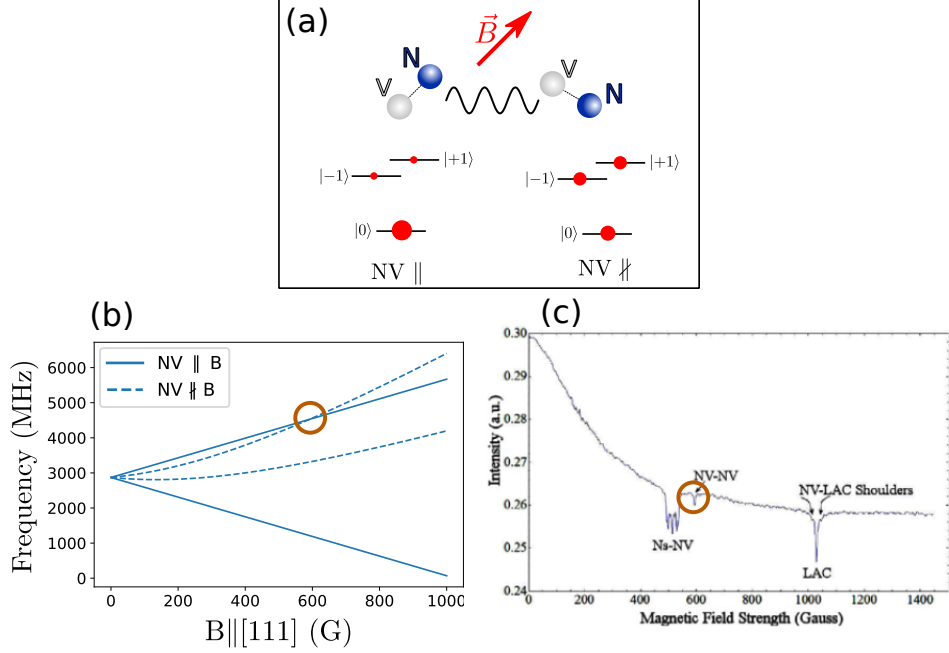 (a)
B
N
V
V
N
|−1⟩
|+1⟩
|0⟩
NV ∥
|−1⟩
|+1⟩
|0⟩
NV ∦
(b)
Frequency (MHz)
6000
5000
4000
3000
2000
1000
0
NV ∥ B
NV ∦ B
0 200 400 600 800 1000
B∥[111] (G)
(c)
Intensity (a.u.)
0.30
0.29
0.28
0.27
0.26
0.25
0.24
NV-NV
NV-LAC Shoulders
Ns-NV
LAC
0 200 400 600 800 1000 1200 1400
Magnetic Field Strength (Gauss)